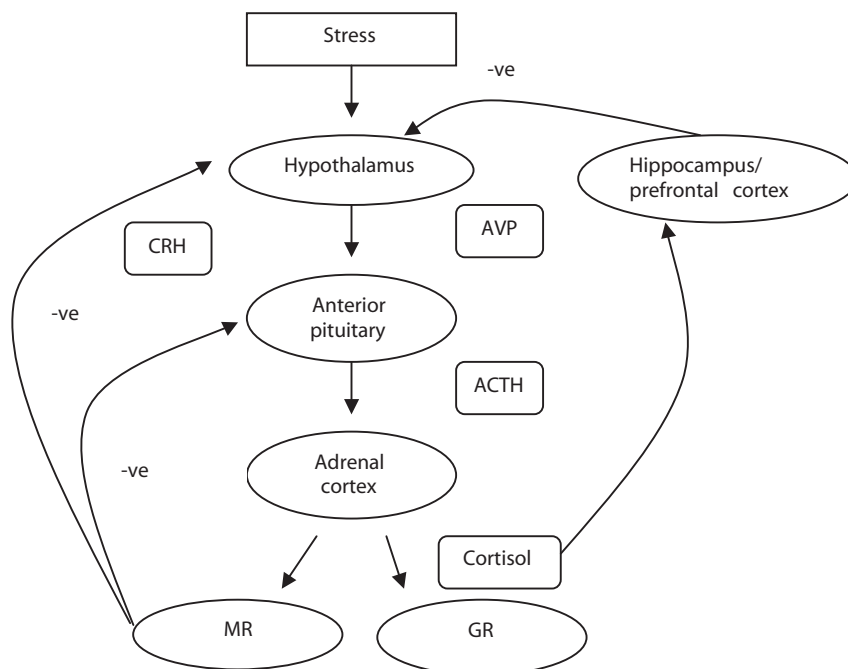 Stress
-ve
Hypothalamus
Hippocampus/
prefrontal cortex
CRH
AVP
-ve
Anterior
pituitary
ACTH
Adrenal
cortex
-ve
Cortisol
MR
GR